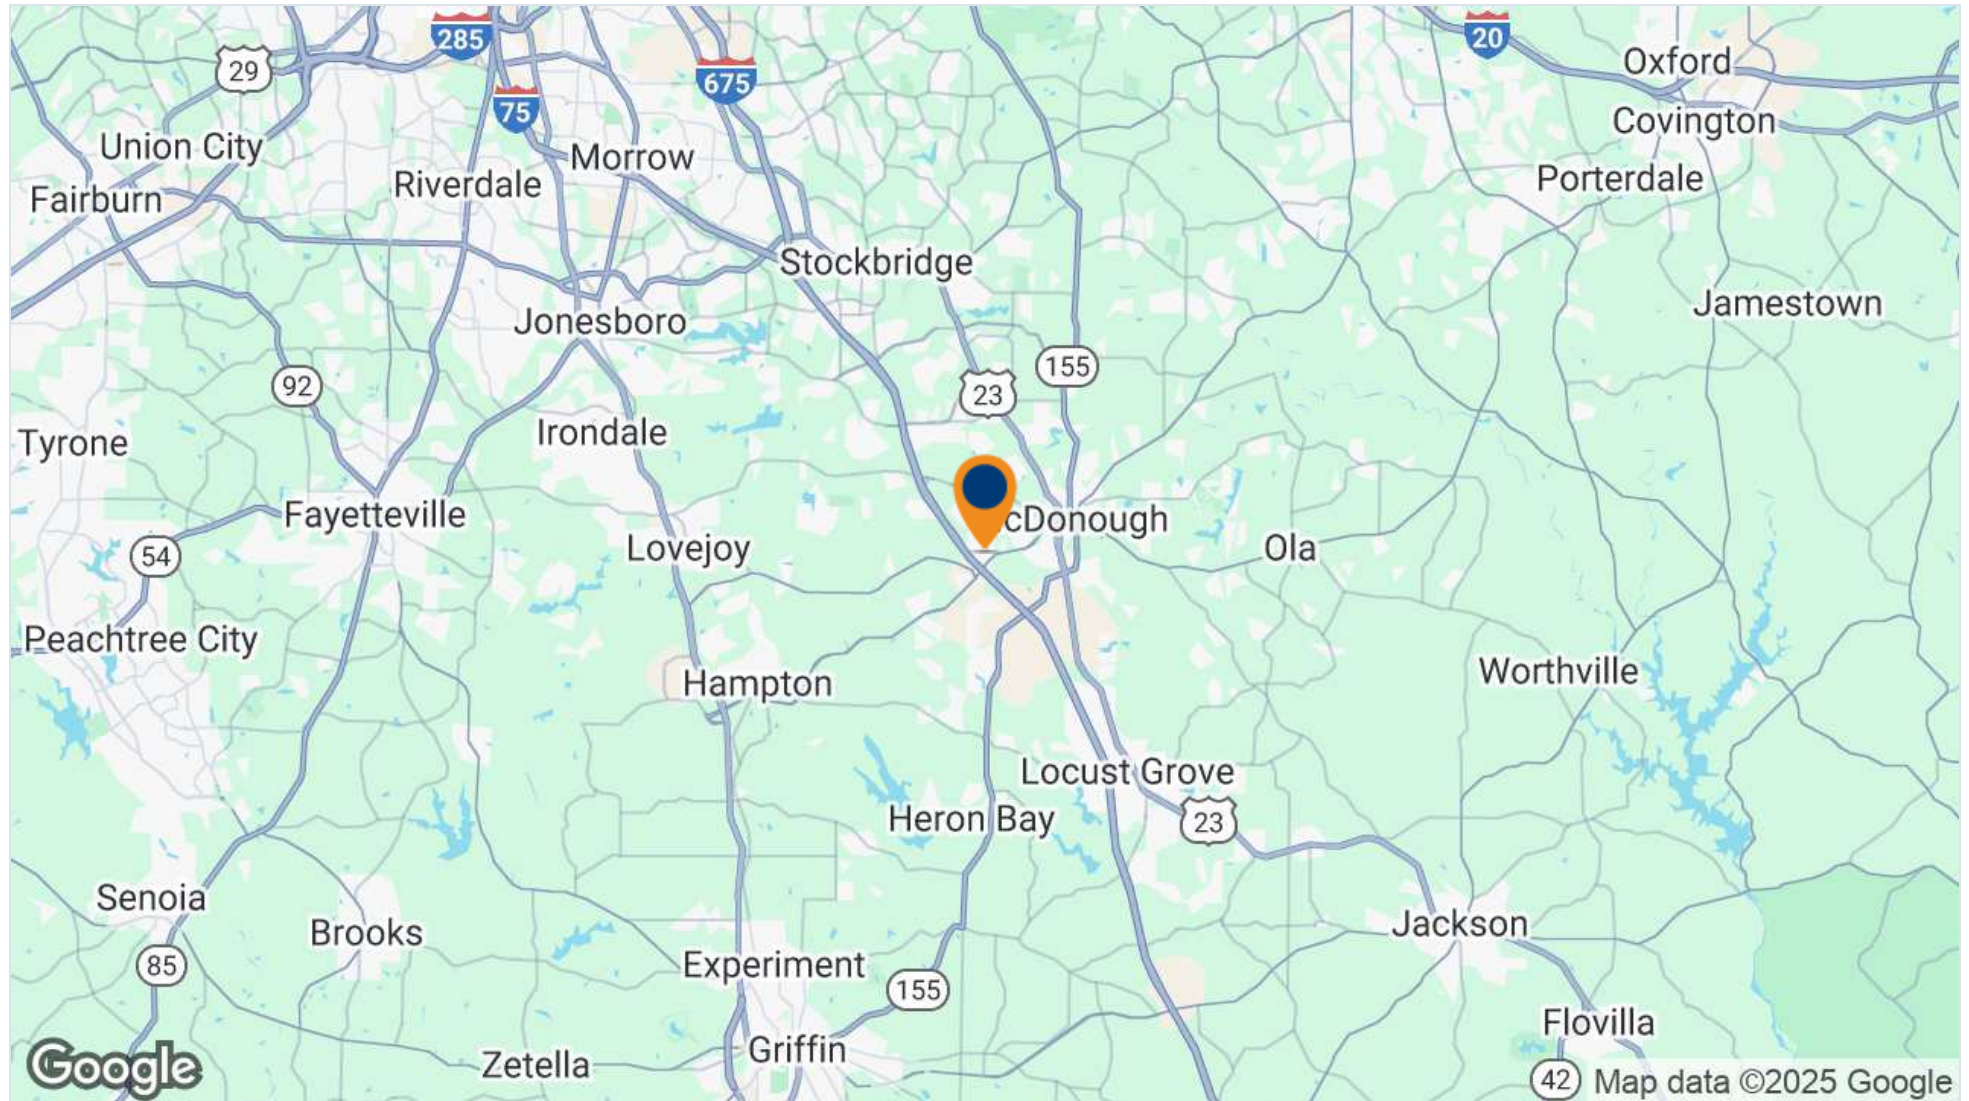 285
20
29
675
Oxford
75
Covington
Union City
Morrow
Riverdale
Porterdale
Fairburn
Stockbridge
Jamestown
Jonesboro
155
92
23
Irondale
Tyrone
Fayetteville
cDonough
Lovejoy
Ola
54
Peachtree City
Worthville
Hampton
Locust Grove
Heron Bay
23
Senoia
Jackson
Brooks
Experiment
85
155
Flovilla
Griffin
Zetella
Google
42
Map data ©2025 Google